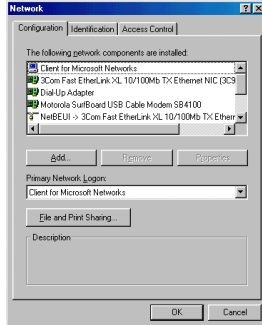 Network
Configuration Identification Access Control
The following network components are installed:
Client for Microsoft Networks
3Com Fast EtherLink XL 10/100Mb TX Ethernet NIC (3C9
Dial-Up Adapter
Motorola SurfBoard USB Cable Modem SB4100
NetBEUI -> 3Com Fast EtherLink XL 10/100Mb TX Ethern
Add...
Remove
Properties
Primary Network Logon:
Client for Microsoft Networks
File and Print Sharing...
Description
OK
Cancel